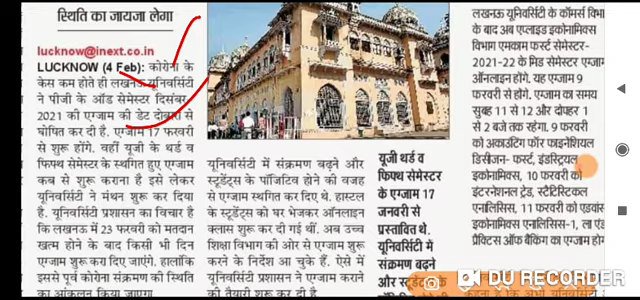 स्थिति का जायजा लेगा
lucknow@inext.co.in
LUCKNOW (4 Feb): कोरोना के
केस कम होते ही लखनऊ यूनिवर्सिटी
ने पीजी के ऑड सेमेस्टर दिसंबर
2021 की एग्जाम की डेट दोबारा से
घोषित कर दी है. एग्जाम 17 फरवरी
से शुरू होंगे. वहीं यूजी के थर्ड व
फिफ्थ सेमेस्टर के स्थगित हुए एग्जाम
कब से शुरू कराना है इसे लेकर
यूनिवर्सिटी ने मंथन शुरू कर दिया
है. यूनिवर्सिटी प्रशासन का विचार है
कि लखनऊ में 23 फरवरी को मतदान
खत्म होने के बाद किसी भी दिन
एग्जाम शुरू करा दिए जाएंगे. हालांकि
इससे पूर्व कोरोना संक्रमण की स्थिति
का आंकलन किया जाएगा.
यूनिवर्सिटी में संक्रमण बढ़ने और
स्टूडेंट्स के पॉजिटिव होने की वजह
से एग्जाम स्थगित कर दिए थे. हास्टल
के स्टूडेंट्स को घर भेजकर ऑनलाइन
क्लास शुरू कर दी गई थीं. अब उच्च
शिक्षा विभाग की ओर से एग्जाम शुरू
करने के निर्देश आ चुके हैं. ऐसे में
यूनिवर्सिटी प्रशासन ने एग्जाम कराने
की तैयारी शुरू कर दी है.
यूजी थर्ड व
फिफ्थ सेमेस्टर
के एग्जाम 17
जनवरी से
प्रस्तावित थे.
यूनिवर्सिटी में
संक्रमण बढ़ने
और स्टूडेंट्स के
लखनऊ यूनिवर्सिटी के कॉमर्स विभा
के बाद अब एप्लाइड इकानोमिक्स
विभाग एमकाम फर्स्ट सेमेस्टर-
2021-22 के मिड सेमेस्टर एग्जाम
ऑनलाइन होंगे. यह एग्जाम 9
फरवरी से होंगे. एग्जाम का समय
सुबह 11 से 12 और दोपहर 1
से 2 बजे तक रहेगा. 9 फरवरी
को अकाउंटिंग फॉर फाइनेंशियल
डिसीजन- फर्स्ट, इंडस्ट्रियल
इकोनामिक्स, 10 फरवरी को
इंटरनेशनल ट्रेड, स्टैटिस्टिकल
एनालिसिस, 11 फरवरी को एडवांस
इकोनामिक्स एनालिसिस-1, ला एंड
प्रैक्टिस ऑफ बैंकिंग का एग्जाम होग
DU RECORDER